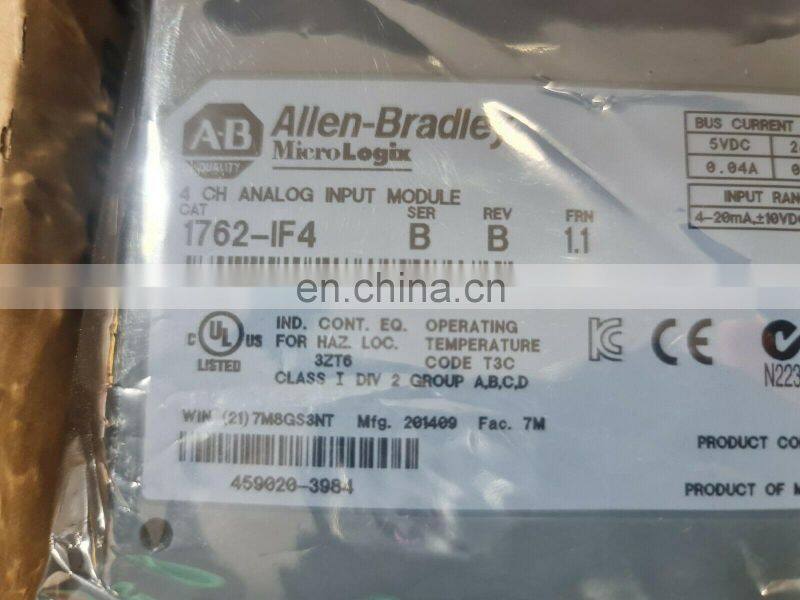 A-B
QUALITY
Allen-Bradley
MicroLogix
4 CH ANALOG INPUT MODULE
CAT SER REV FRN
1762-IF4 B B 1.1
BUS CURRENT
5VDC
0.04A
INPUT
4-20mA,±10VDC
en.china.cn
C UL US
LISTED
IND. CONT. EQ.
FOR HAZ. LOC.
3ZT6
OPERATING
TEMPERATURE
CODE T3C
CLASS I DIV 2 GROUP A,B,C,D
CE
N223
WIN (21)7M8GS3NT Mfg. 201409 Fac. 7M
459020-3984
PRODUCT
PRODUCT OF